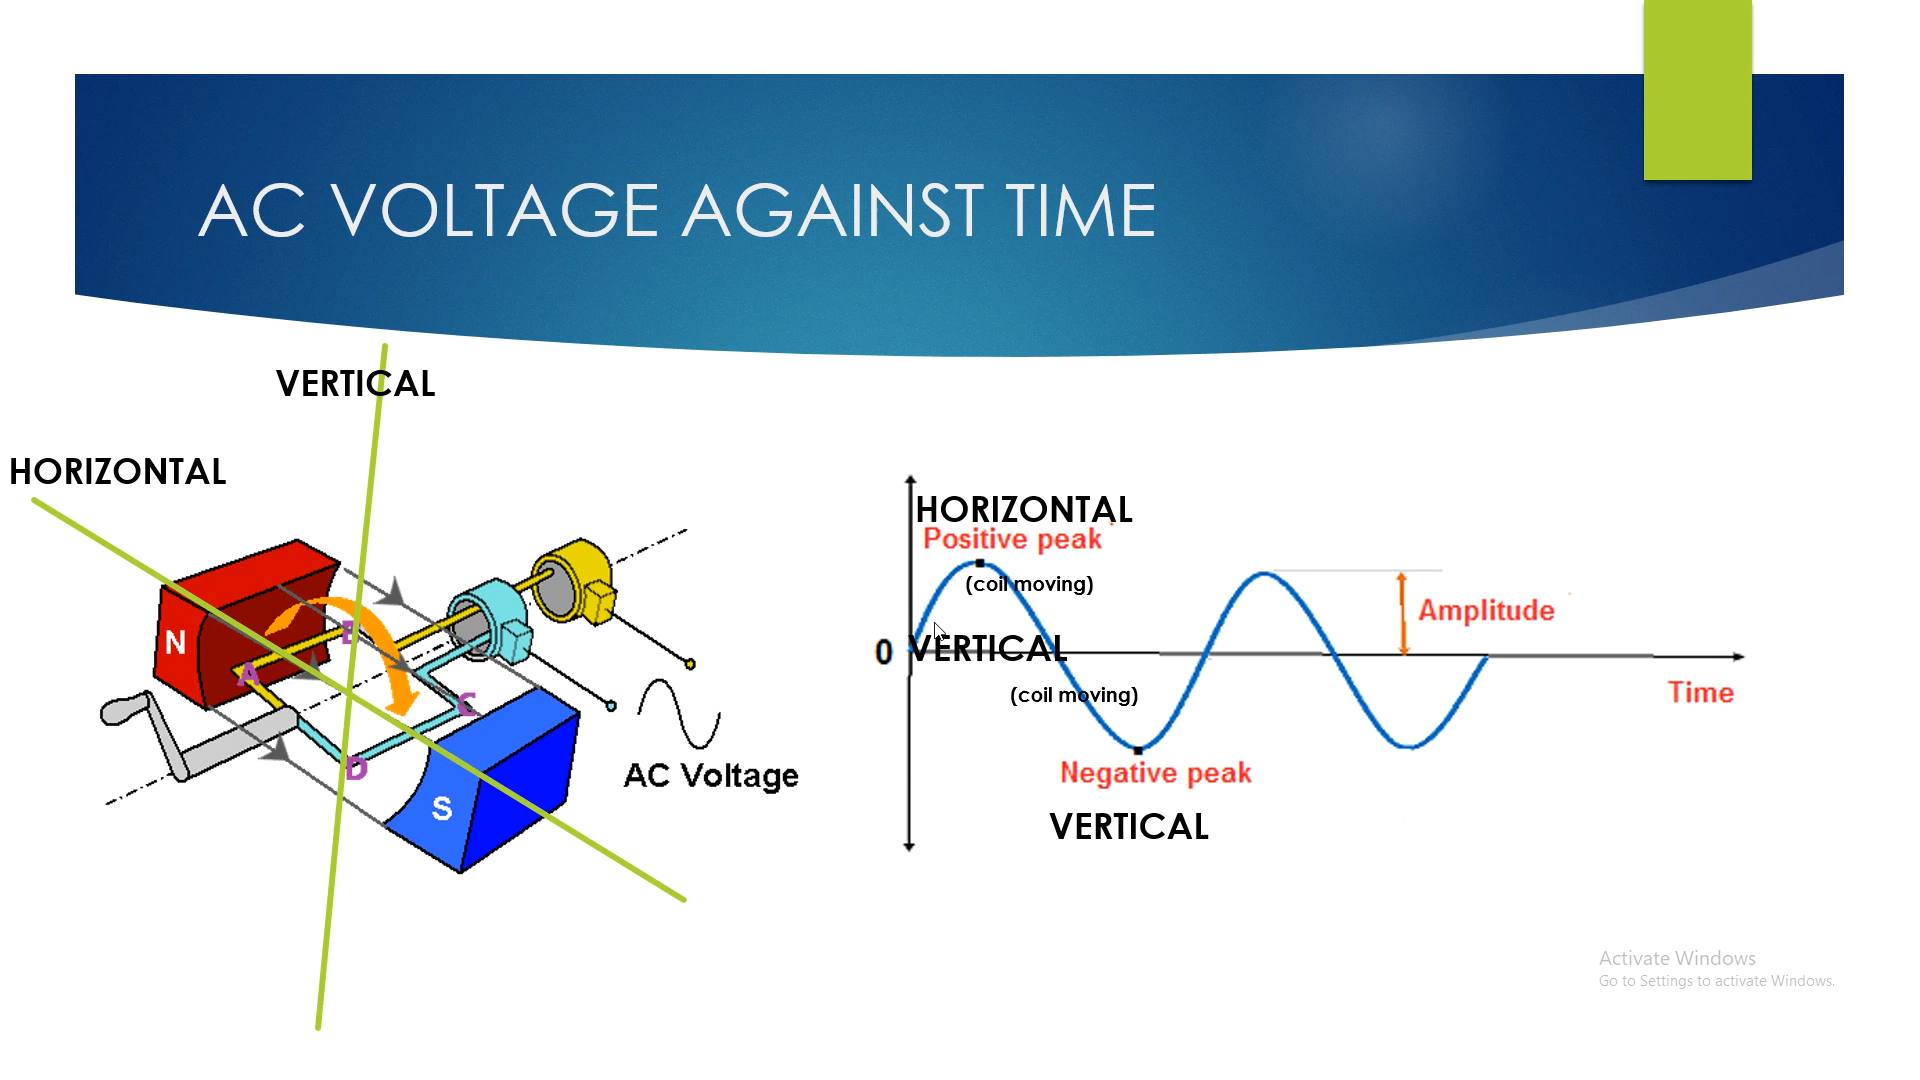 AC VOLTAGE AGAINST TIME
VERTICAL
HORIZONTAL
N
A
B
C
D
S
AC Voltage
HORIZONTAL
Positive peak
(coil moving)
Amplitude
0
VERTICAL
(coil moving)
Time
Negative peak
VERTICAL
Activate Windows
Go to Settings to activate Windows.